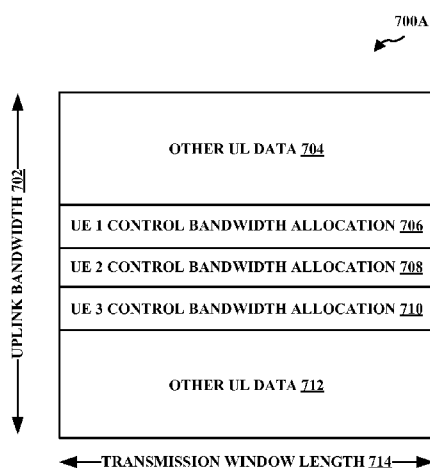 700A
UPLINK BANDWIDTH 702
OTHER UL DATA 704
UE 1 CONTROL BANDWIDTH ALLOCATION 706
UE 2 CONTROL BANDWIDTH ALLOCATION 708
UE 3 CONTROL BANDWIDTH ALLOCATION 710
OTHER UL DATA 712
TRANSMISSION WINDOW LENGTH 714